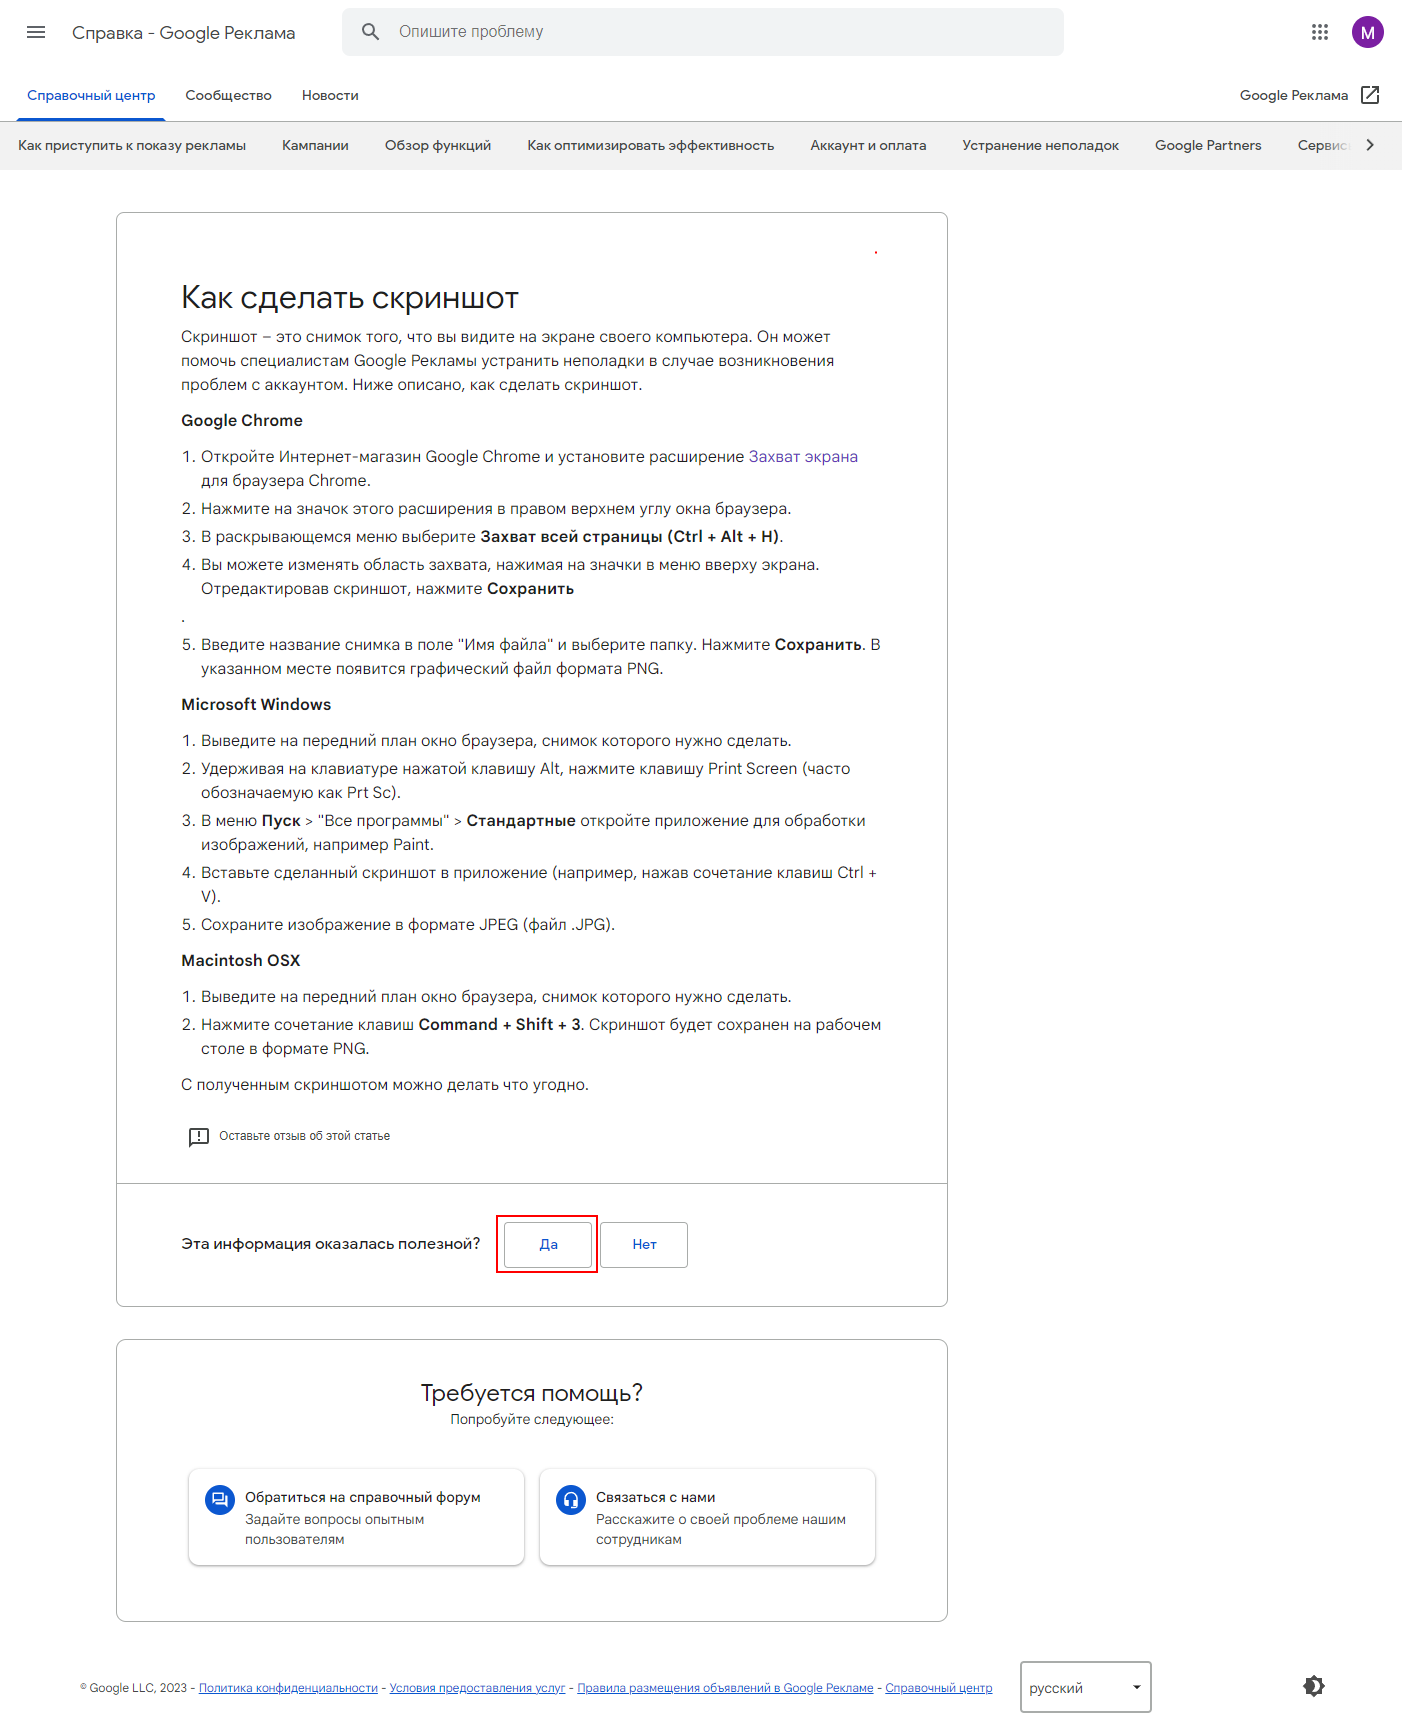 Справка - Google Реклама
Опишите проблему
M
Справочный центр
Сообщество
Новости
Google Реклама
Как приступить к показу рекламы
Кампании
Обзор функций
Как оптимизировать эффективность
Аккаунт и оплата
Устранение неполадок
Google Partners
Сервис
Как сделать скриншот
Скриншот – это снимок того, что вы видите на экране своего компьютера. Он может
помочь специалистам Google Рекламы устранить неполадки в случае возникновения
проблем с аккаунтом. Ниже описано, как сделать скриншот.
Google Chrome
1. Откройте Интернет-магазин Google Chrome и установите расширение Захват экрана
для браузера Chrome.
2. Нажмите на значок этого расширения в правом верхнем углу окна браузера.
3. В раскрывающемся меню выберите Захват всей страницы (Ctrl + Alt + H).
4. Вы можете изменять область захвата, нажимая на значки в меню вверху экрана.
Отредактировав скриншот, нажмите Сохранить
.
5. Введите название снимка в поле "Имя файла" и выберите папку. Нажмите Сохранить. В
указанном месте появится графический файл формата PNG.
Microsoft Windows
1. Выведите на передний план окно браузера, снимок которого нужно сделать.
2. Удерживая на клавиатуре нажатой клавишу Alt, нажмите клавишу Print Screen (часто
обозначаемую как Prt Sc).
3. В меню Пуск > "Все программы" > Стандартные откройте приложение для обработки
изображений, например Paint.
4. Вставьте сделанный скриншот в приложение (например, нажав сочетание клавиш Ctrl +
V).
5. Сохраните изображение в формате JPEG (файл .JPG).
Macintosh OSX
1. Выведите на передний план окно браузера, снимок которого нужно сделать.
2. Нажмите сочетание клавиш Command + Shift + 3. Скриншот будет сохранен на рабочем
столе в формате PNG.
С полученным скриншотом можно делать что угодно.
Оставьте отзыв об этой статье
Эта информация оказалась полезной?
Да
Нет
Требуется помощь?
Попробуйте следующее:
Обратиться на справочный форум
Задайте вопросы опытным
пользователям
Связаться с нами
Расскажите о своей проблеме нашим
сотрудникам
© Google LLC, 2023 - Политика конфиденциальности - Условия предоставления услуг - Правила размещения объявлений в Google Рекламе - Справочный центр
русский